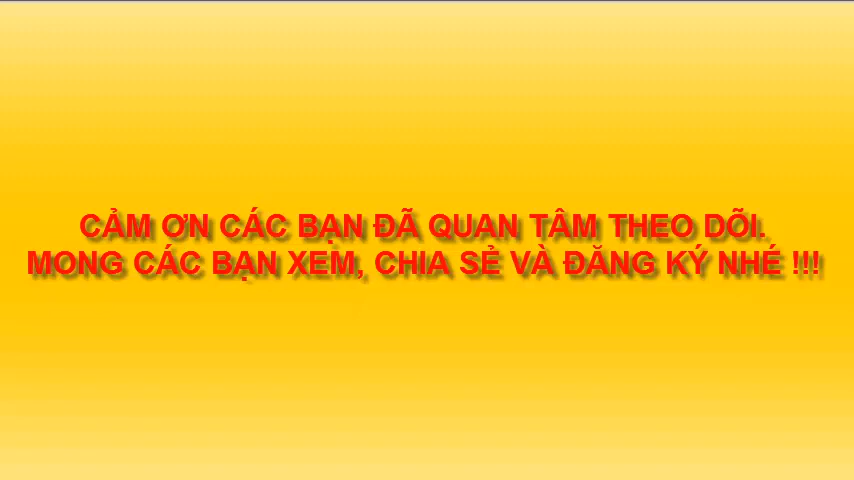 CẢM ƠN CÁC BẠN ĐÃ QUAN TÂM THEO DÕI.
MONG CÁC BẠN XEM, CHIA SẺ VÀ ĐĂNG KÝ NHÉ !!!